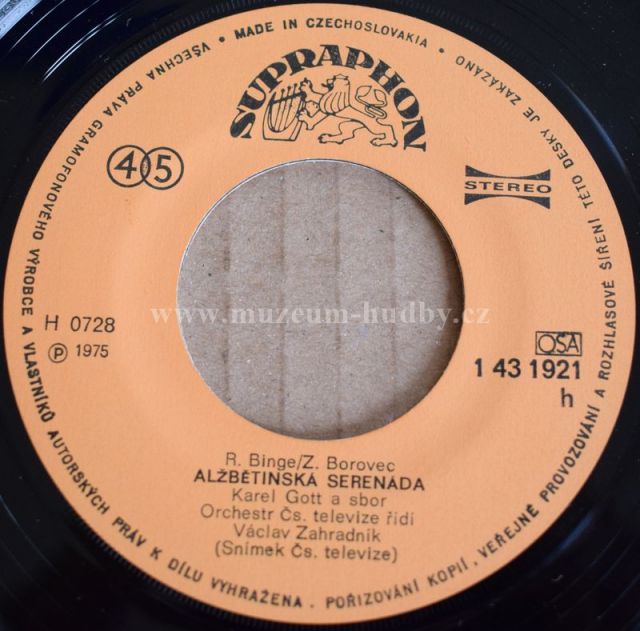 VŠECHNA PRÁVA GRAMOFONOVÉHO VÝROBCE A VLASTNÍKŮ AUTORSKÝCH PRÁV K DÍLU VYHRAŽENA . POŘIZOVÁNÍ KOPIÍ, VEŘEJNÉ PROVOZOVÁNÍ A ROZHLASOVÉ ŠÍŘENÍ TÉTO DESKY JE ZAKÁZÁNO
• MADE IN CZECHOSLOVAKIA •
SUPRAPHON
45
STEREO
www.muzeum-hudby.cz
H 0728
Ⓟ 1975
OSA
1 43 1921
h
R. Binge/Z. Borovec
ALŽBĚTINSKÁ SERENÁDA
Karel Gott a sbor
Orchestr Čs. televize řídí
Václav Zahradník
(Snímek Čs. televize)